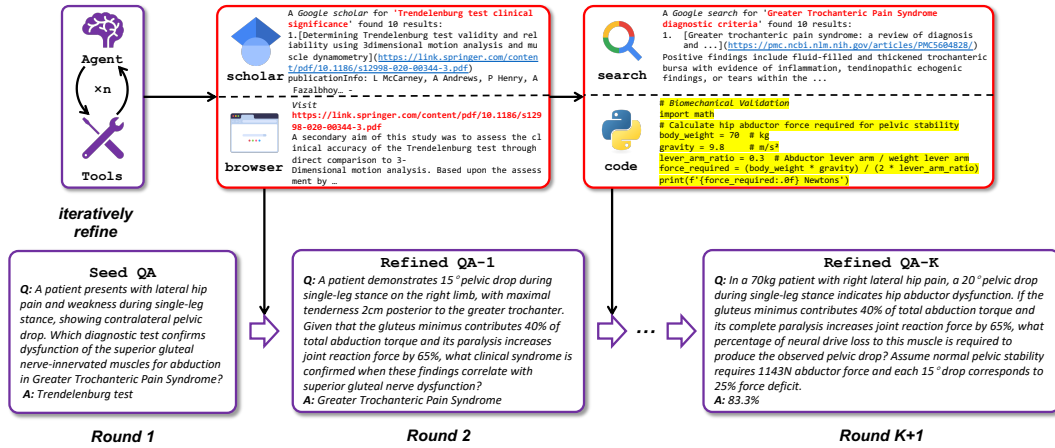 Agent
×n
Tools
iteratively
refine
scholar
A Google scholar for 'Trendelenburg test clinical
significance' found 10 results:
1.[Determining Trendelenburg test validity and rel
iability using 3dimensional motion analysis and mu
scle dynamometry](https://link.springer.com/conten
t/pdf/10.1186/s12998-020-00344-3.pdf)
publicationInfo: L McCarney, A Andrews, P Henry, A
Fazalbhoy… -
browser
Visit
https://link.springer.com/content/pdf/10.1186/s129
98-020-00344-3.pdf
A secondary aim of this study was to assess the cl
inical accuracy of the Trendelenburg test through
direct comparison to 3-
Dimensional motion analysis. Based upon the assess
ment by …
search
A Google search for 'Greater Trochanteric Pain Syndrome
diagnostic criteria' found 10 results:
1. [Greater trochanteric pain syndrome: a review of diagnosis
and ...](https://pmc.ncbi.nlm.nih.gov/articles/PMC5604828/)
Positive findings include fluid-filled and thickened trochanteric
bursa with evidence of inflammation, tendinopathic echogenic
findings, or tears within the ...
code
# Biomechanical Validation
import math
# Calculate hip abductor force required for pelvic stability
body_weight = 70 # kg
gravity = 9.8 # m/s²
lever_arm_ratio = 0.3 # Abductor lever arm / weight lever arm
force_required = (body_weight * gravity) / (2 * lever_arm_ratio)
print(f'{force_required:.0f} Newtons')
Seed QA
Q: A patient presents with lateral hip
pain and weakness during single-leg
stance, showing contralateral pelvic
drop. Which diagnostic test confirms
dysfunction of the superior gluteal
nerve-innervated muscles for abduction
in Greater Trochanteric Pain Syndrome?
A: Trendelenburg test
Round 1
Refined QA-1
Q: A patient demonstrates 15° pelvic drop during
single-leg stance on the right limb, with maximal
tenderness 2cm posterior to the greater trochanter.
Given that the gluteus minimus contributes 40% of
total abduction torque and its paralysis increases
joint reaction force by 65%, what clinical syndrome is
confirmed when these findings correlate with
superior gluteal nerve dysfunction?
A: Greater Trochanteric Pain Syndrome
Round 2
...
Refined QA-K
Q: In a 70kg patient with right lateral hip pain, a 20° pelvic drop
during single-leg stance indicates hip abductor dysfunction. If the
gluteus minimus contributes 40% of total abduction torque and
its complete paralysis increases joint reaction force by 65%, what
percentage of neural drive loss to this muscle is required to
produce the observed pelvic drop? Assume normal pelvic stability
requires 1143N abductor force and each 15° drop corresponds to
25% force deficit.
A: 83.3%
Round K+1